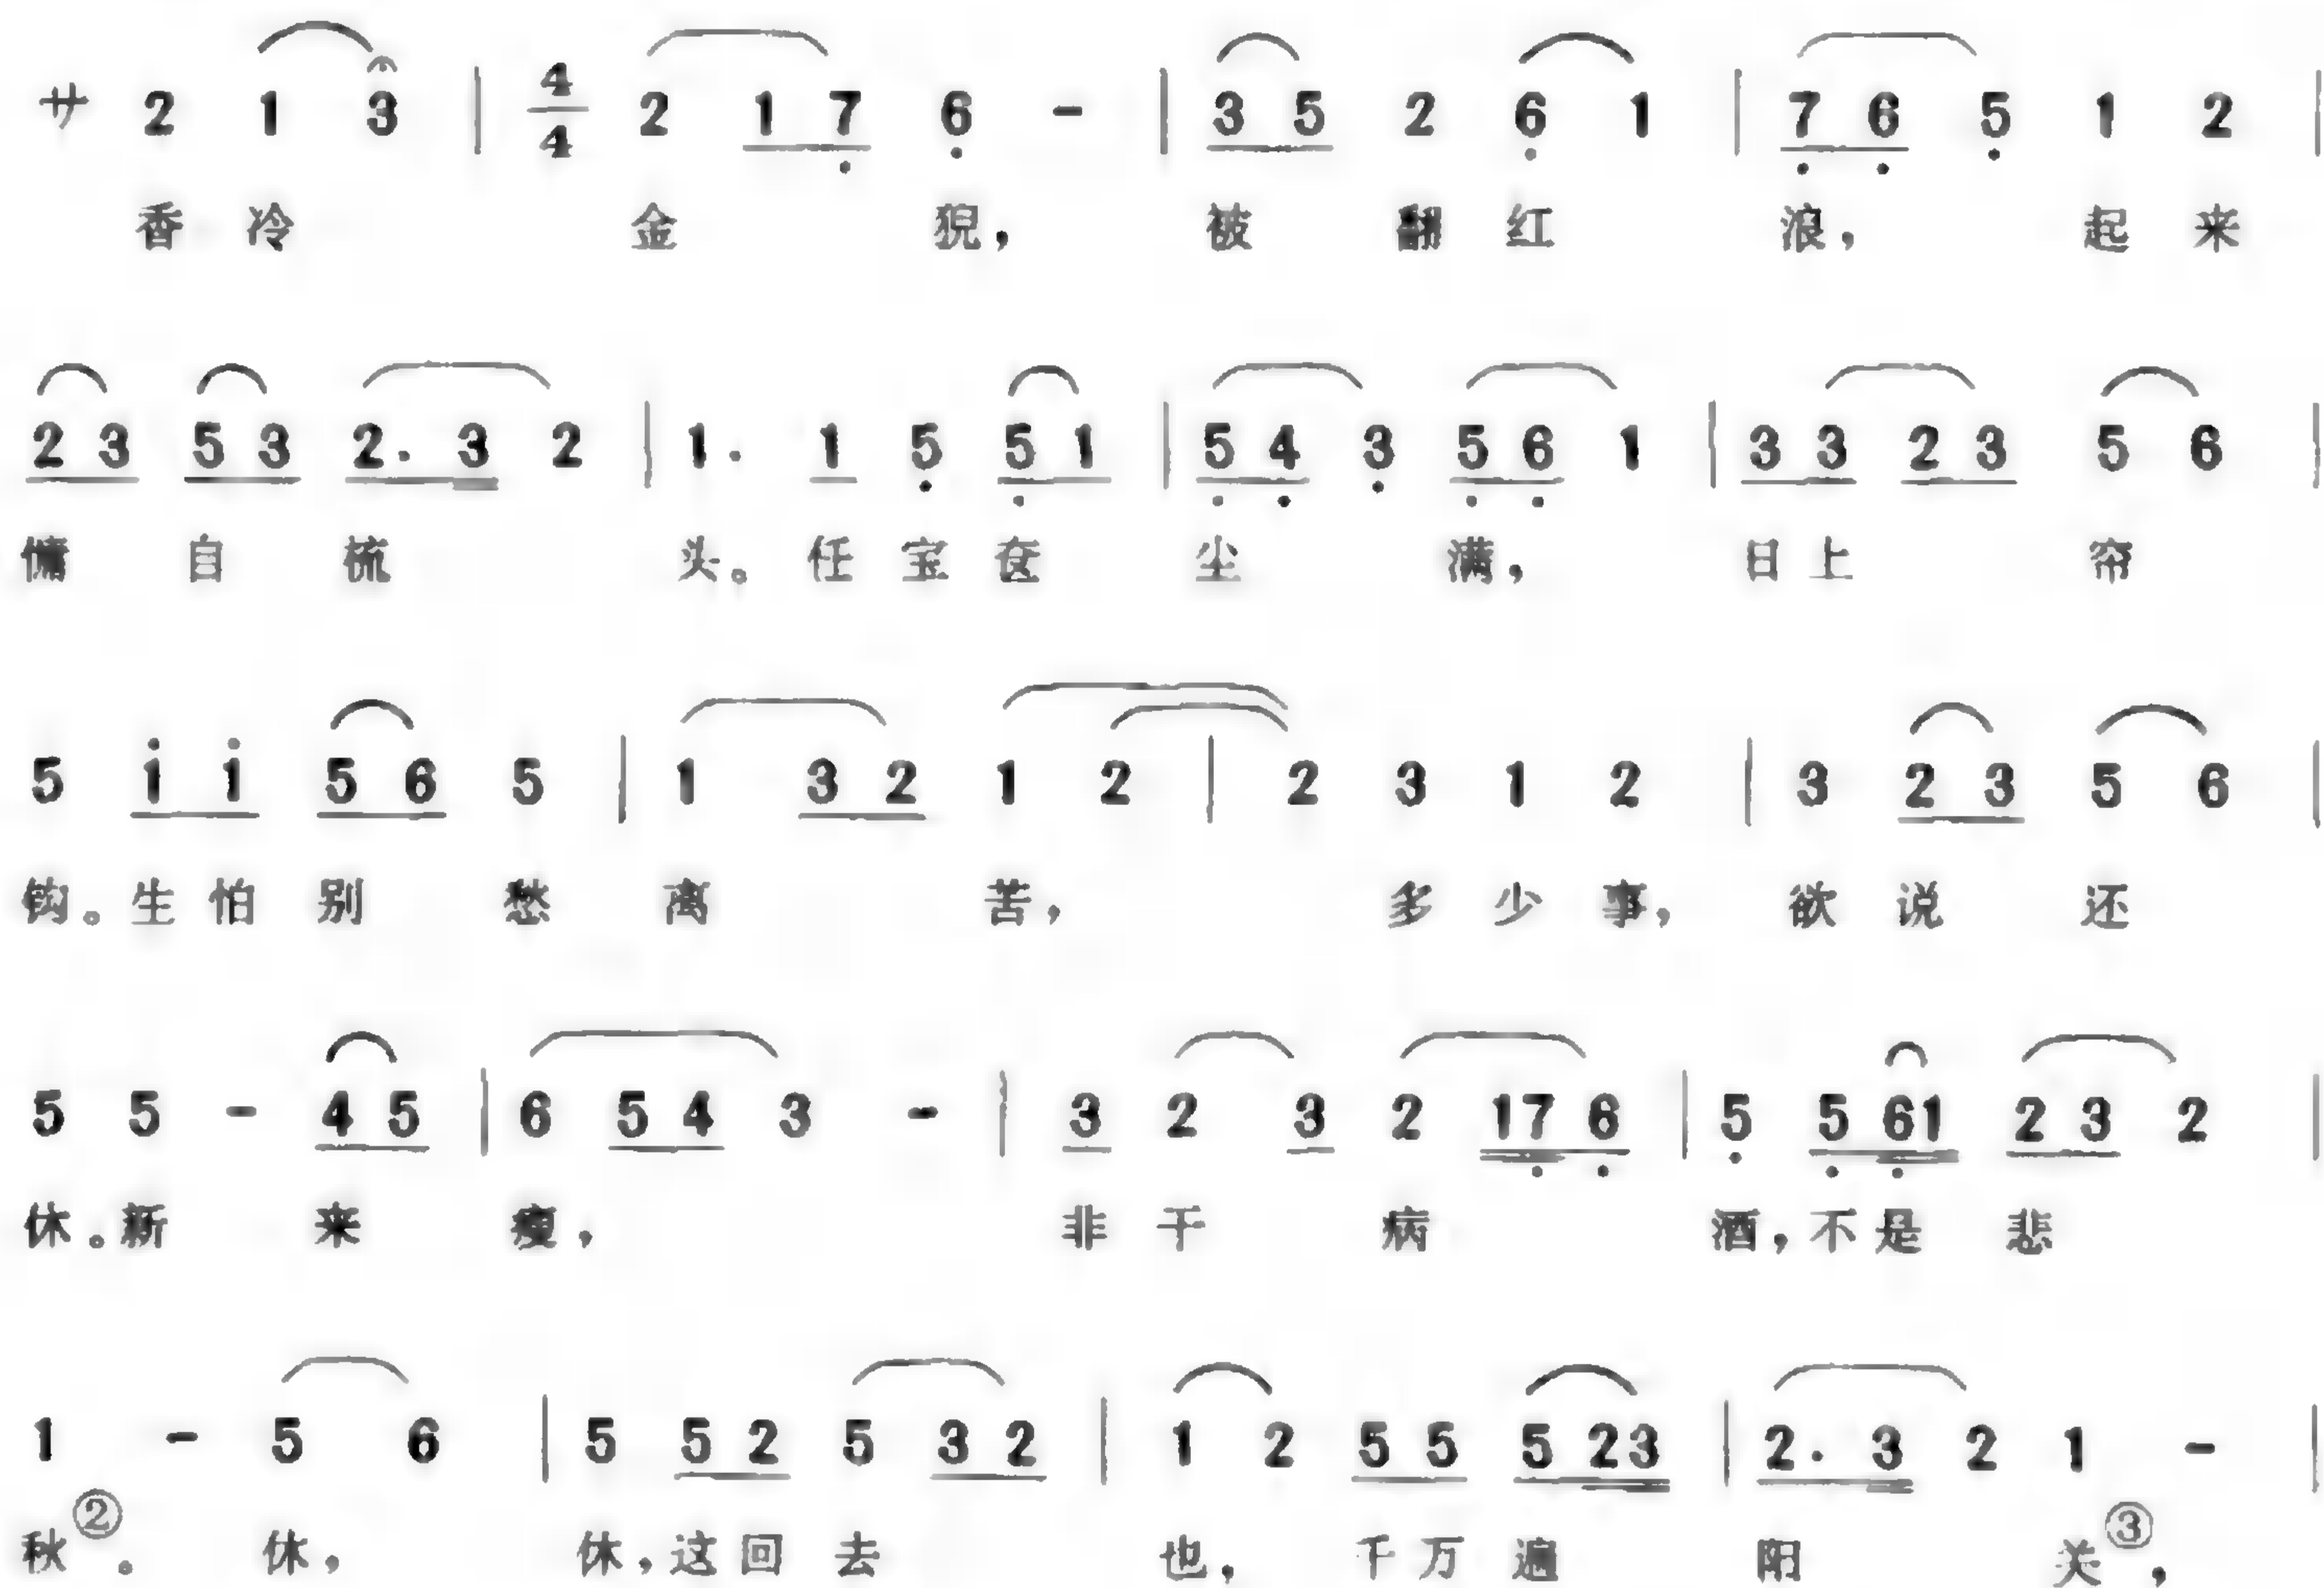 サ 2 1 3 | 4/4 2 1 7 6 - | 3 5 2 6 1 | 7 6 5 1 2 |
香 冷 金 猊， 被 翻 红 浪， 起 来
2 3 5 3 2. 3 2 | 1. 1 5 5 1 | 5 4 3 5 6 1 | 3 3 2 3 5 6 |
慵 自 梳 头。 任 宝 奁 尘 满， 日 上 帘
5 i i 5 6 5 | 1 3 2 1 2 | 2 3 1 2 | 3 2 3 5 6 |
钩。 生 怕 别 愁 离 苦， 多 少 事， 欲 说 还
5 5 - 4 5 | 6 5 4 3 - | 3 2 3 2 17 6 | 5 5 61 2 3 2 |
休。 新 来 瘦， 非 干 病 酒， 不 是 悲
1 - 5 6 | 5 5 2 5 3 2 | 1 2 5 5 5 23 | 2. 3 2 1 - |
秋②。 休， 休， 这 回 去 也， 千 万 遍 阳 关③，